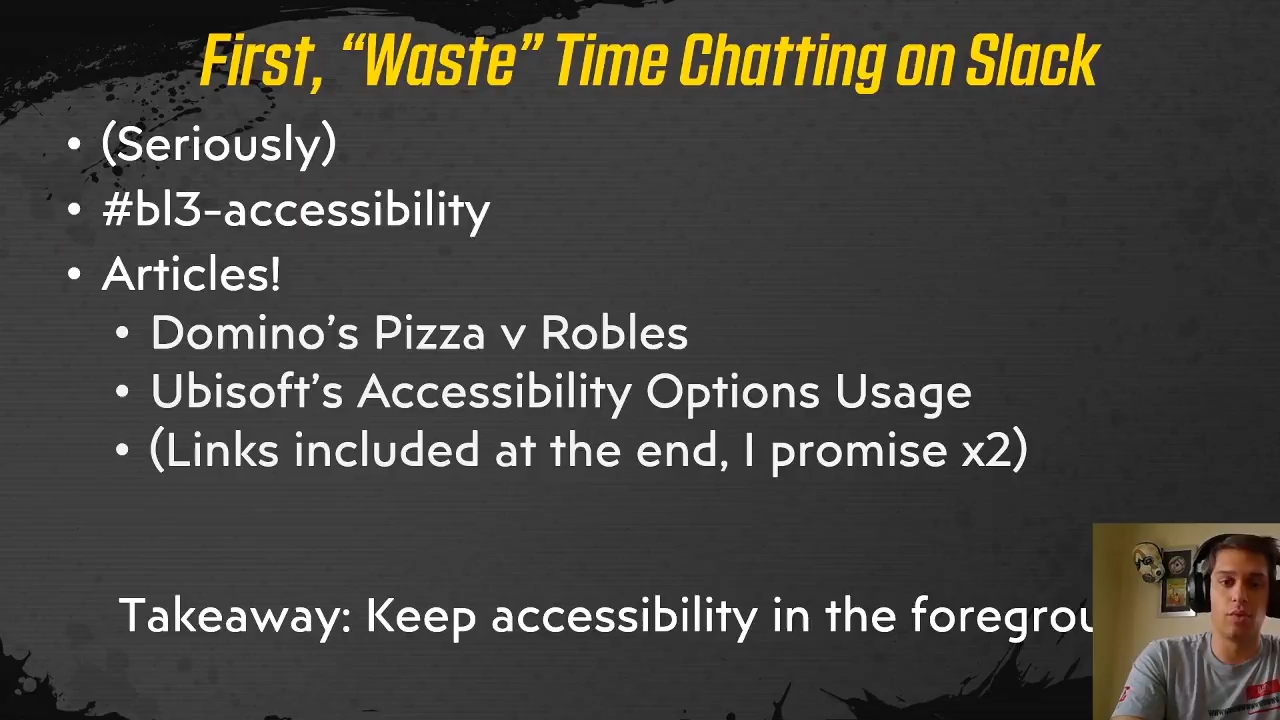 First, “Waste” Time Chatting on Slack
• (Seriously)
• #bl3-accessibility
• Articles!
• Domino’s Pizza v Robles
• Ubisoft’s Accessibility Options Usage
• (Links included at the end, I promise x2)
Takeaway: Keep accessibility in the foregrou